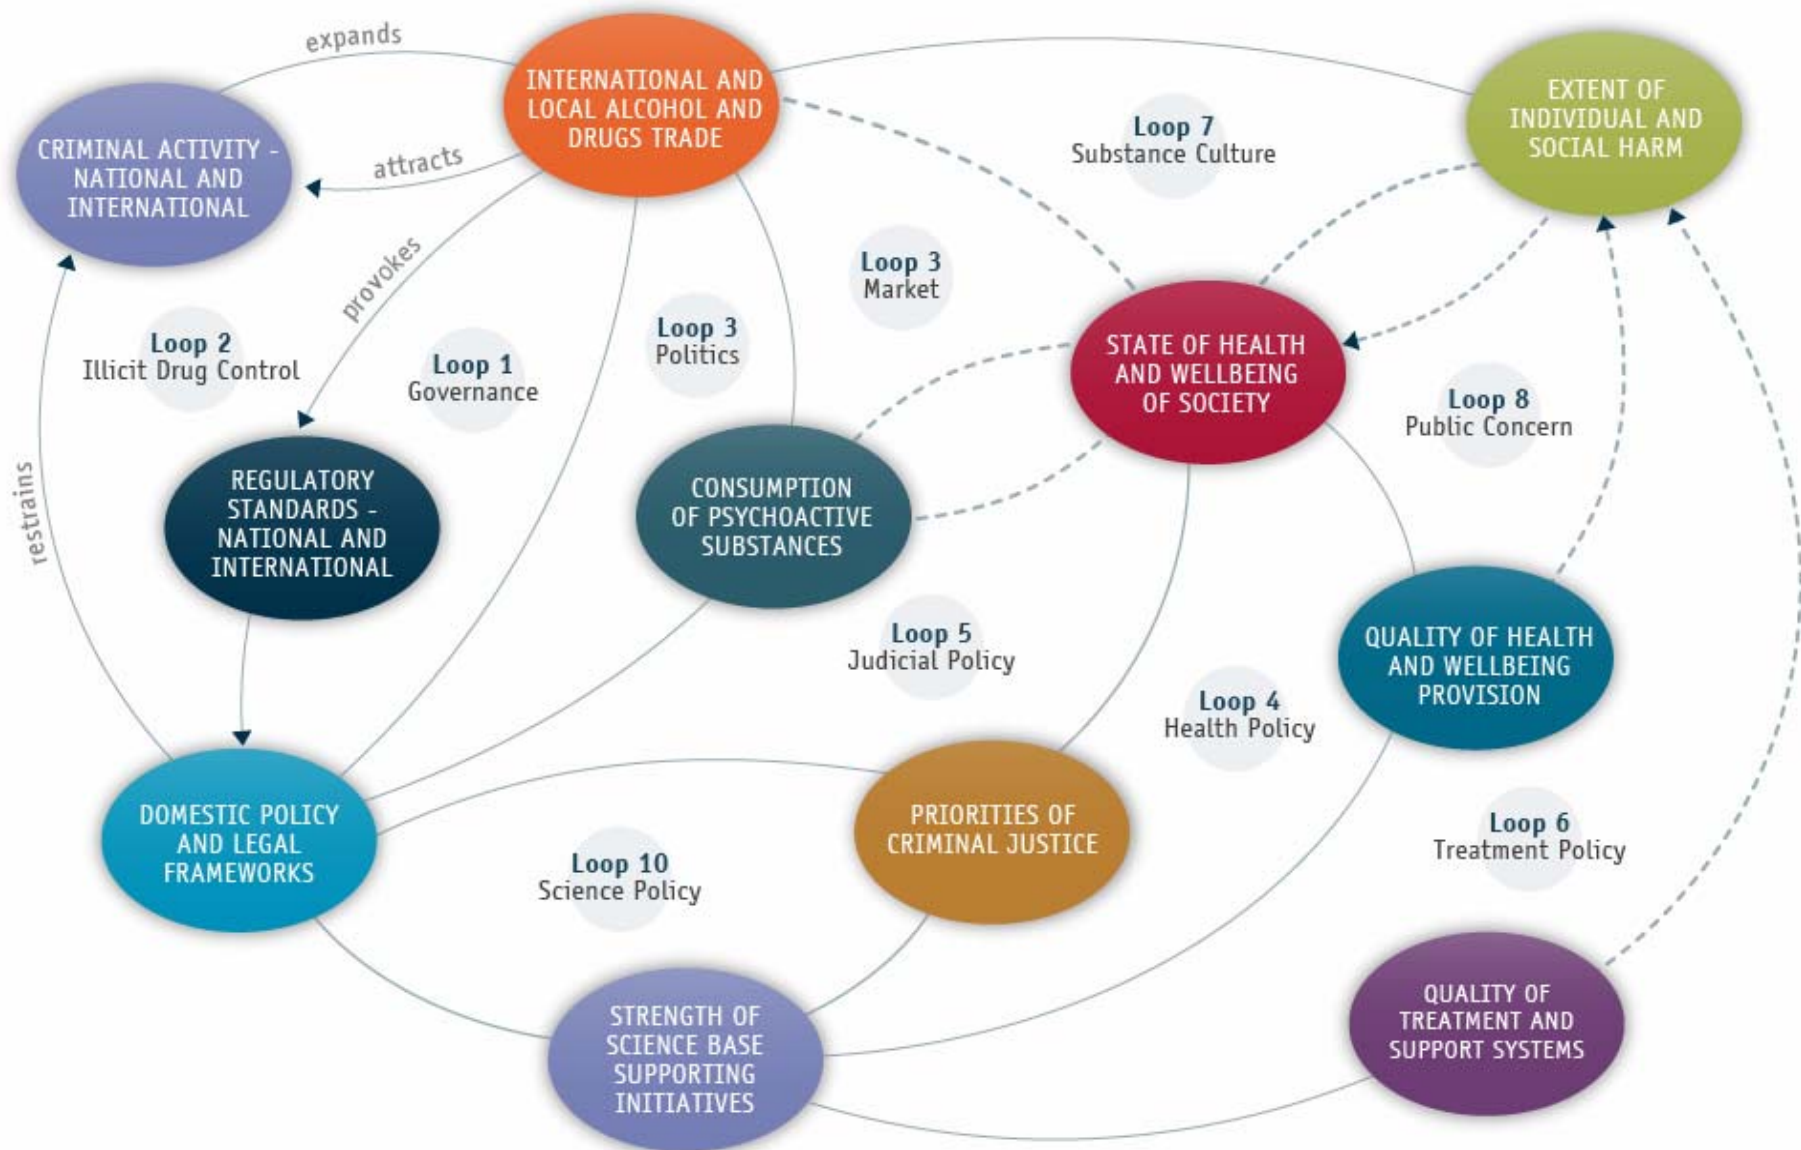 expands
INTERNATIONAL AND
LOCAL ALCOHOL AND
DRUGS TRADE
EXTENT OF
INDIVIDUAL AND
SOCIAL HARM
CRIMINAL ACTIVITY -
NATIONAL AND
INTERNATIONAL
attracts
Loop 7
Substance Culture
provokes
Loop 3
Market
Loop 2
Illicit Drug Control
Loop 1
Governance
Loop 3
Politics
STATE OF HEALTH
AND WELLBEING
OF SOCIETY
Loop 8
Public Concern
restrains
REGULATORY
STANDARDS -
NATIONAL AND
INTERNATIONAL
CONSUMPTION
OF PSYCHOACTIVE
SUBSTANCES
Loop 5
Judicial Policy
QUALITY OF HEALTH
AND WELLBEING
PROVISION
Loop 4
Health Policy
DOMESTIC POLICY
AND LEGAL
FRAMEWORKS
PRIORITIES OF
CRIMINAL JUSTICE
Loop 6
Treatment Policy
Loop 10
Science Policy
STRENGTH OF
SCIENCE BASE
SUPPORTING
INITIATIVES
QUALITY OF
TREATMENT AND
SUPPORT SYSTEMS